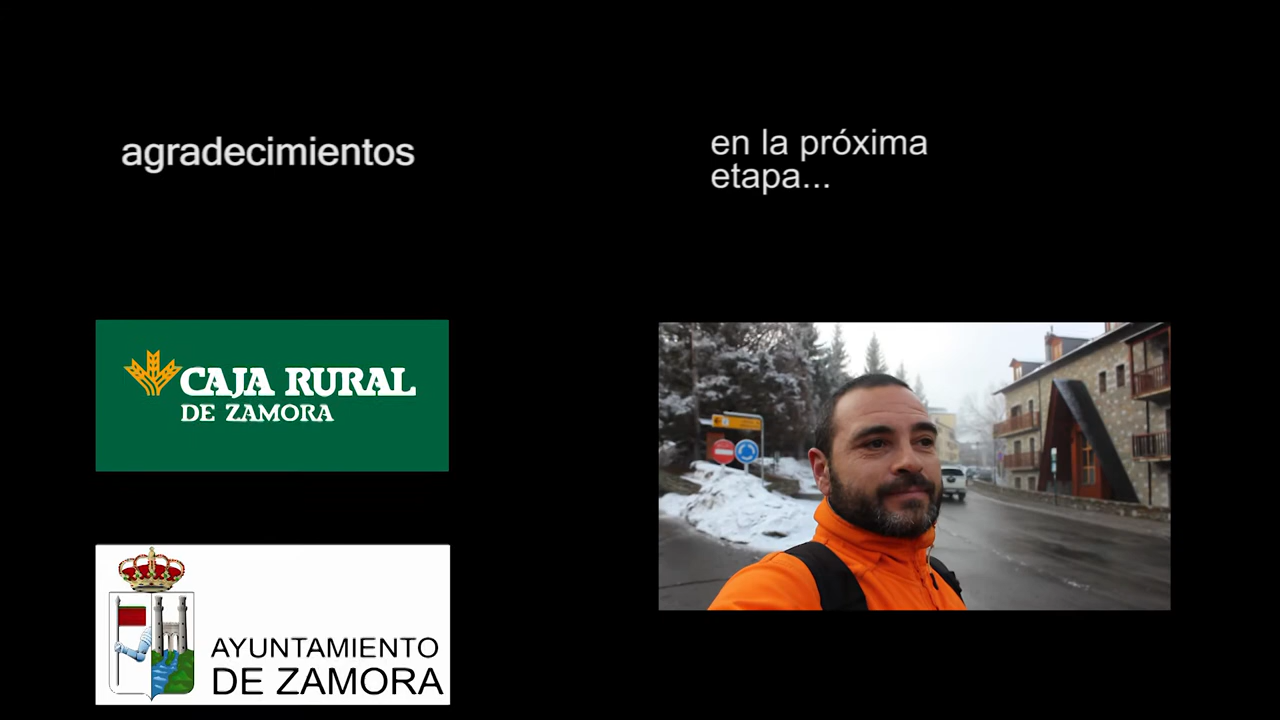 agradecimientos
en la próxima
etapa...
CAJA RURAL
DE ZAMORA
AYUNTAMIENTO
DE ZAMORA